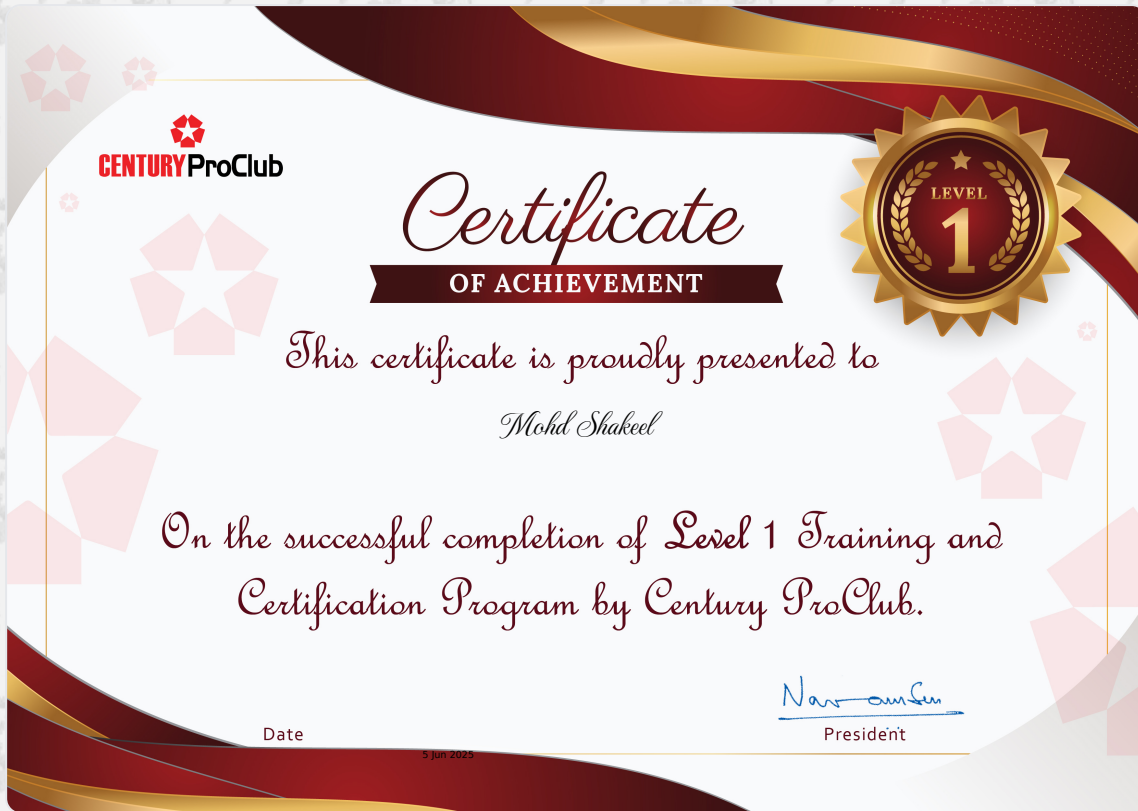 CENTURY ProClub
LEVEL
1
Certificate
OF ACHIEVEMENT
This certificate is proudly presented to
Mohd Shakeel
On the successful completion of Level 1 Training and
Certification Program by Century ProClub.
Date
President
5 Jun 2025